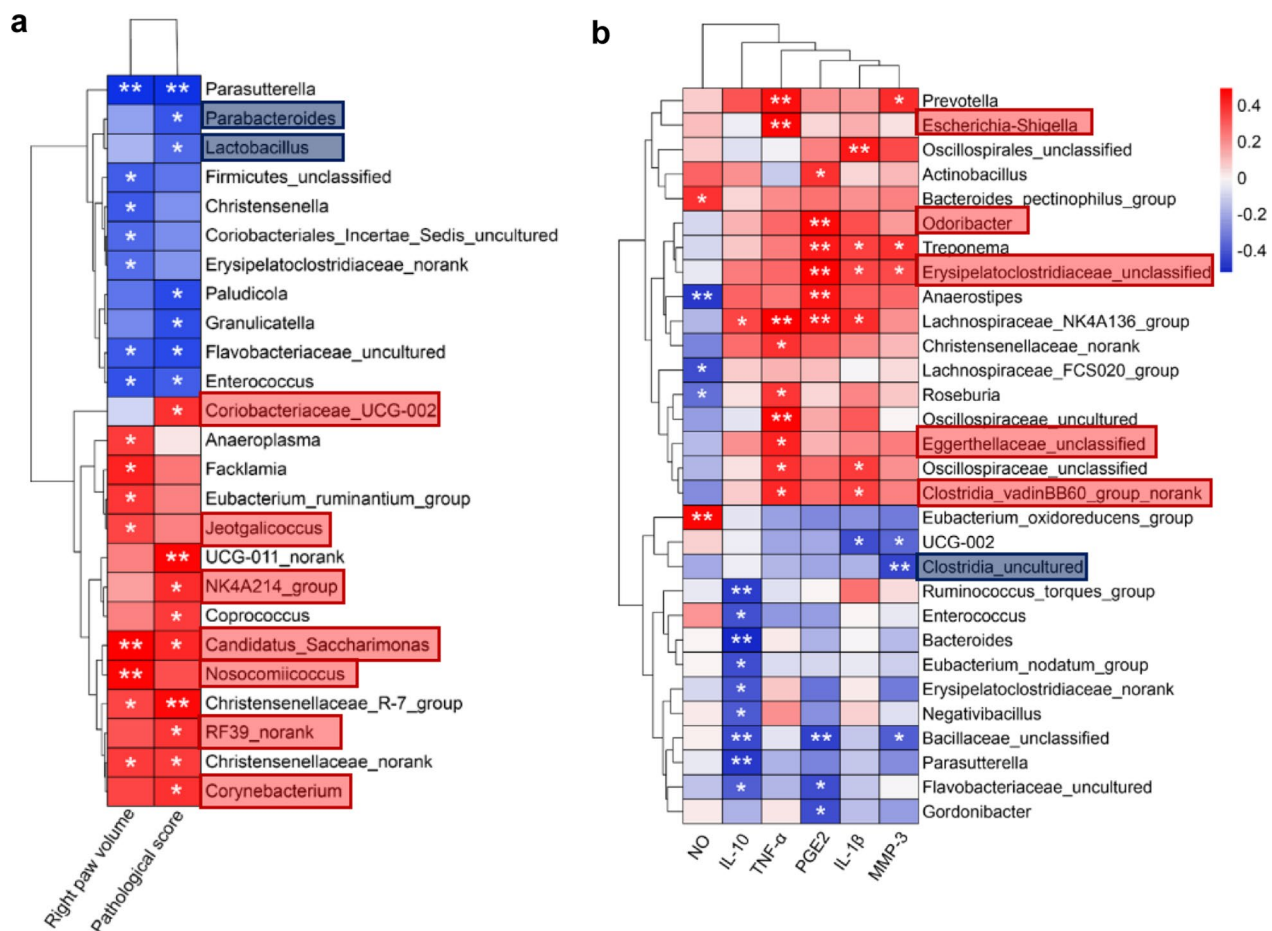 a
** ** Parasutterella
* Parabacteroides
* Lactobacillus
* Firmicutes_unclassified
* Christensenella
* Coriobacteriales_Incertae_Sedis_uncultured
* Erysipelatoclostridiaceae_norank
* Paludicola
* Granulicatella
* * Flavobacteriaceae_uncultured
* * Enterococcus
* Coriobacteriaceae_UCG-002
* Anaeroplasma
* Facklamia
* Eubacterium_ruminantium_group
* Jeotgalicoccus
** UCG-011_norank
* NK4A214_group
* Coprococcus
** * Candidatus_Saccharimonas
** Nosocomiicoccus
* ** Christensenellaceae_R-7_group
* RF39_norank
* * Christensenellaceae_norank
* Corynebacterium
Right paw volume
Pathological score
b
** * Prevotella
** Escherichia-Shigella
** Oscillospirales_unclassified
* Actinobacillus
* Bacteroides_pectinophilus_group
** Odoribacter
** * * Treponema
** * * Erysipelatoclostridiaceae_unclassified
** ** Anaerostipes
* ** ** * Lachnospiraceae_NK4A136_group
* Christensenellaceae_norank
* Lachnospiraceae_FCS020_group
* * Roseburia
** Oscillospiraceae_uncultured
* Eggerthellaceae_unclassified
* * Oscillospiraceae_unclassified
* * Clostridia_vadinBB60_group_norank
** Eubacterium_oxidoreducens_group
* * UCG-002
** Clostridia_uncultured
** Ruminococcus_torques_group
* Enterococcus
** Bacteroides
* Eubacterium_nodatum_group
* Erysipelatoclostridiaceae_norank
* Negativibacillus
** ** * Bacillaceae_unclassified
** Parasutterella
* * Flavobacteriaceae_uncultured
* Gordonibacter
NO
IL-10
TNF-α
PGE2
IL-1β
MMP-3
0.4
0.2
0
-0.2
-0.4